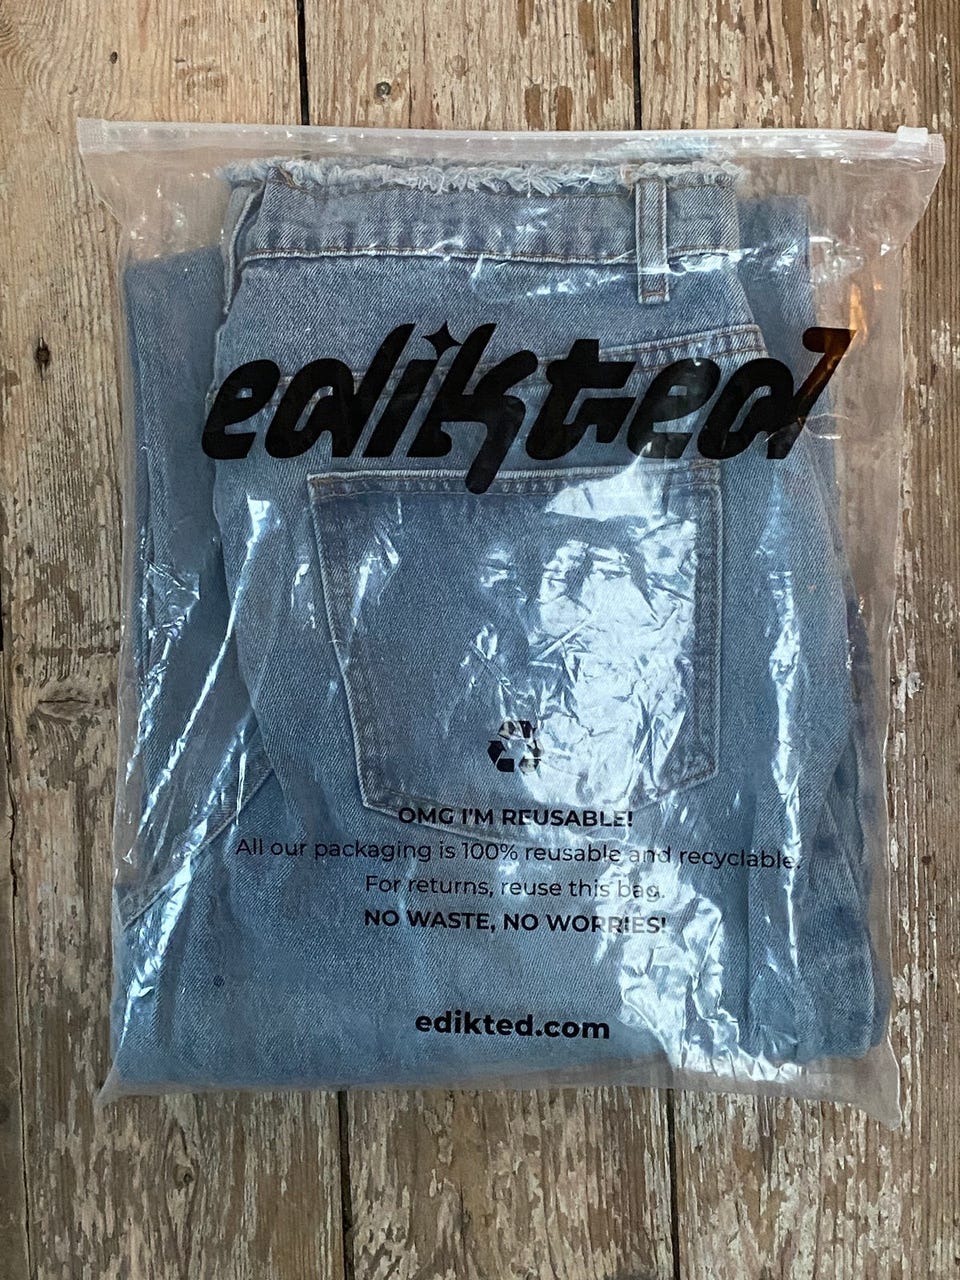 edikted
OMG I'M REUSABLE!
All our packaging is 100% reusable and recyclable.
For returns, reuse this bag.
NO WASTE, NO WORRIES!
edikted.com